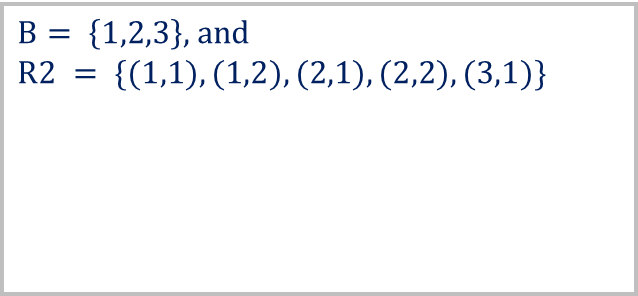 B = {1,2,3}, and
R2 = {(1,1), (1,2), (2,1), (2,2), (3,1)}